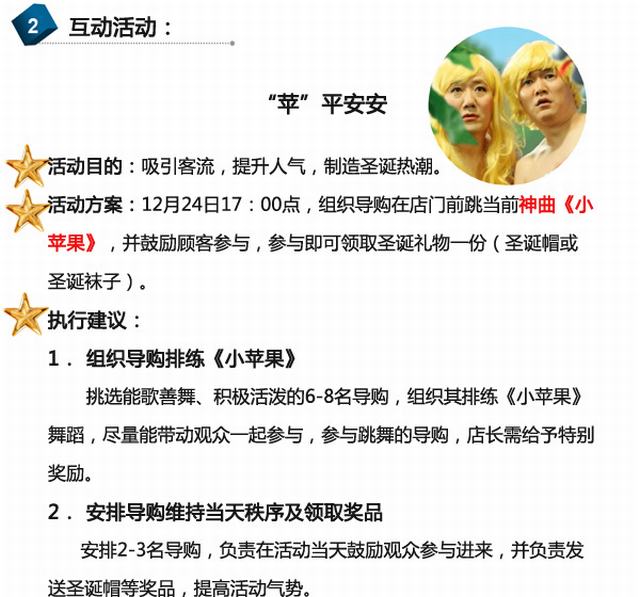 2 互动活动：
“苹”平安安
活动目的：吸引客流，提升人气，制造圣诞热潮。
活动方案：12月24日17：00点，组织导购在店门前跳当前神曲《小
苹果》，并鼓励顾客参与，参与即可领取圣诞礼物一份（圣诞帽或
圣诞袜子）。
执行建议：
1． 组织导购排练《小苹果》
挑选能歌善舞、积极活泼的6-8名导购，组织其排练《小苹果》
舞蹈，尽量能带动观众一起参与，参与跳舞的导购，店长需给予特别
奖励。
2． 安排导购维持当天秩序及领取奖品
安排2-3名导购，负责在活动当天鼓励观众参与进来，并负责发
送圣诞帽等奖品，提高活动气势。